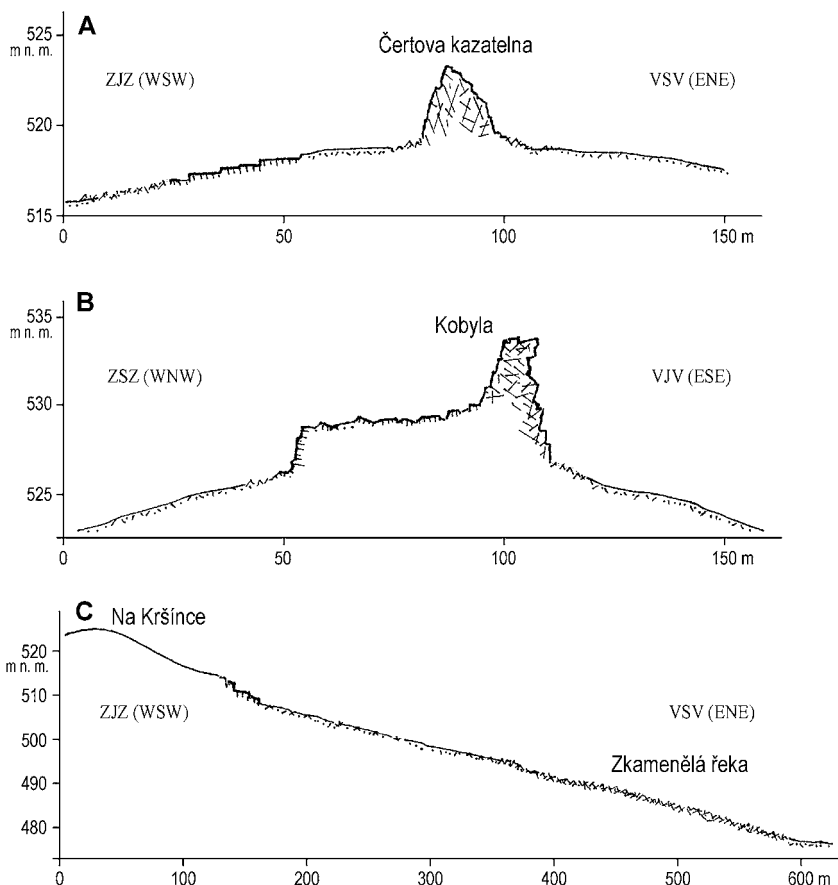 A
525
m n. m.
Čertova kazatelna
ZJZ (WSW)
VSV (ENE)
520
515
0 50 100 150 m
B
535
m n. m.
Kobyla
ZSZ (WNW)
VJV (ESE)
530
525
0 50 100 150 m
C
Na Kršínce
520
m n. m.
510
ZJZ (WSW)
VSV (ENE)
500
Zkamenělá řeka
490
480
0 100 200 300 400 500 600 m